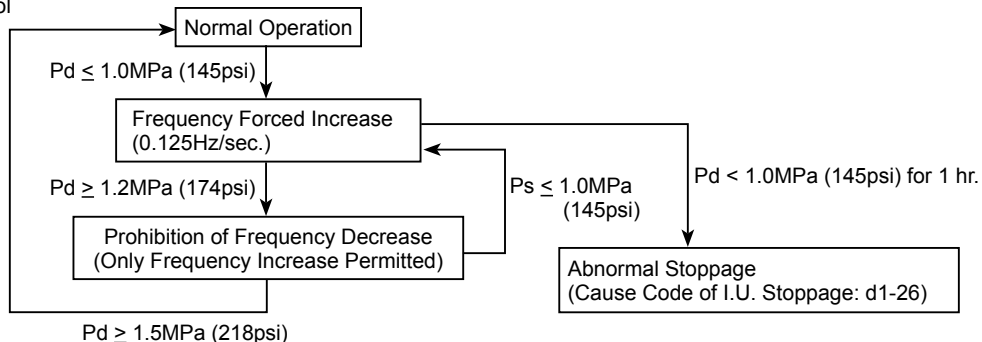 ol
Normal Operation
Pd ≤ 1.0MPa (145psi)
Frequency Forced Increase
(0.125Hz/sec.)
Pd ≥ 1.2MPa (174psi)
Ps ≤ 1.0MPa
(145psi)
Pd < 1.0MPa (145psi) for 1 hr.
Prohibition of Frequency Decrease
(Only Frequency Increase Permitted)
Abnormal Stoppage
(Cause Code of I.U. Stoppage: d1-26)
Pd ≥ 1.5MPa (218psi)